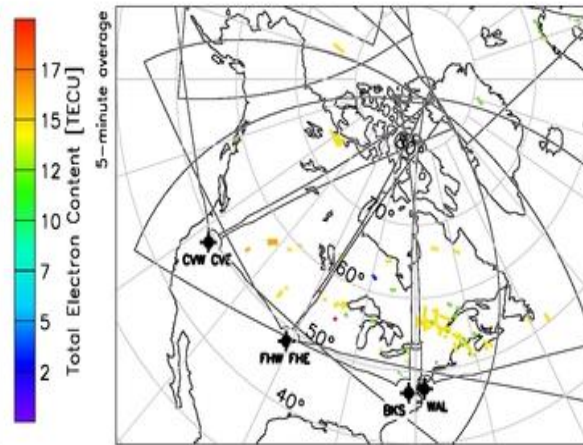 Total Electron Content [TECU]
17
15
12
10
7
5
2
5-minute average
70°
60°
50°
40°
CVW CVE
FHW FHE
BKS
WAL